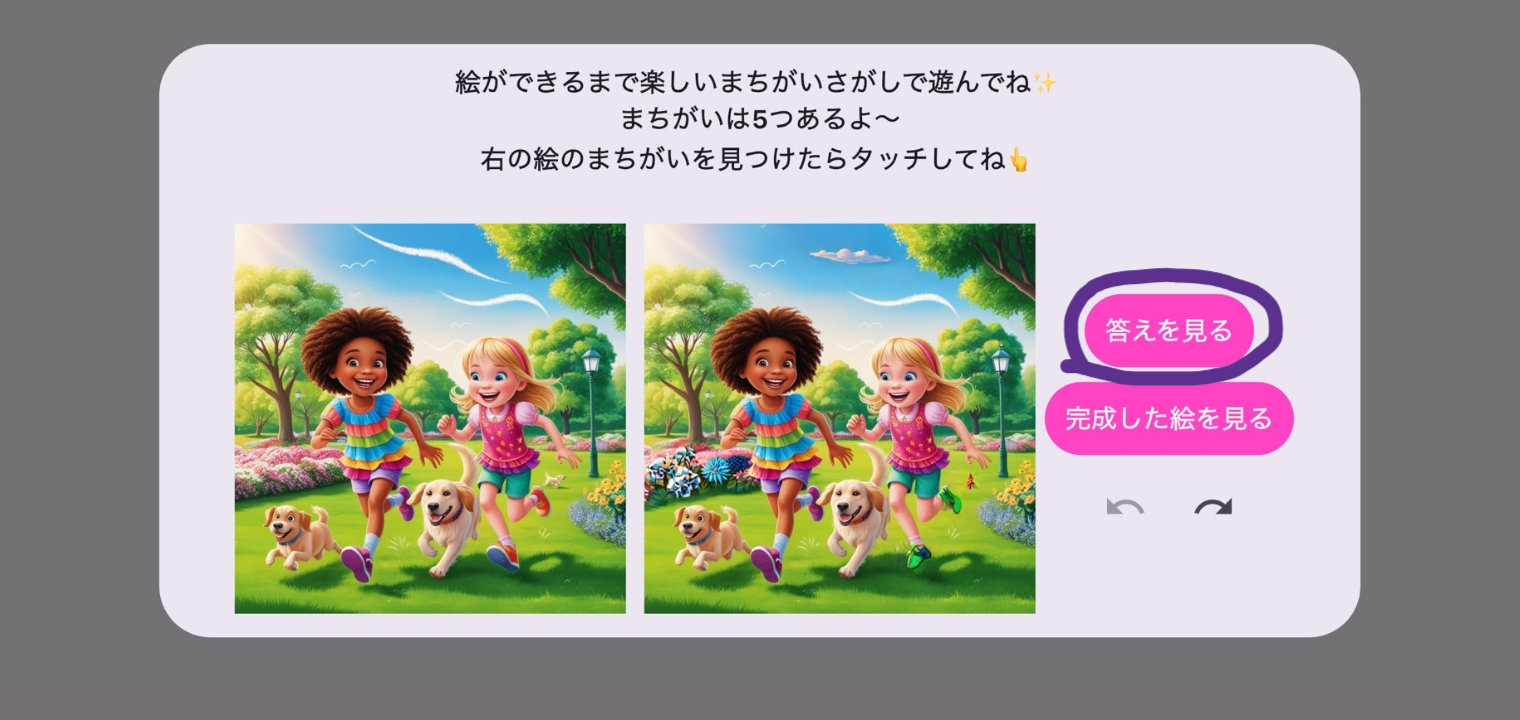 絵ができるまで楽しいまちがいさがしで遊んでね✨
まちがいは5つあるよ〜
右の絵のまちがいを見つけたらタッチしてね👆
答えを見る
完成した絵を見る